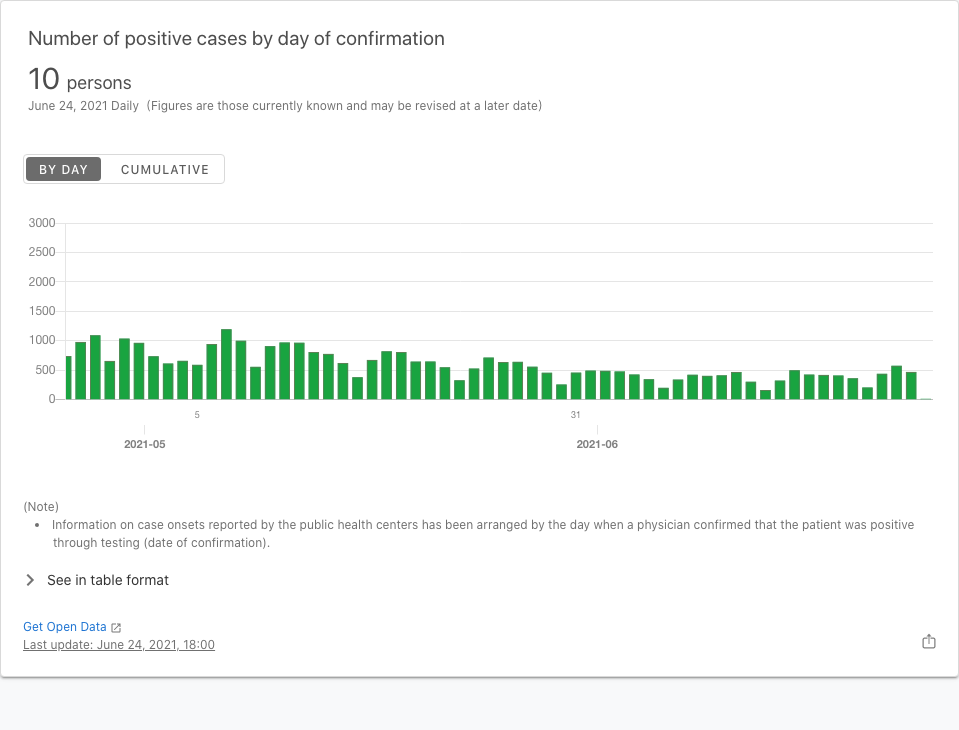 Number of positive cases by day of confirmation
10 persons
June 24, 2021 Daily (Figures are those currently known and may be revised at a later date)
BY DAY CUMULATIVE
3000
2500
2000
1500
1000
500
0
5 31
2021-05 2021-06
(Note)
• Information on case onsets reported by the public health centers has been arranged by the day when a physician confirmed that the patient was positive
through testing (date of confirmation).
See in table format
Get Open Data
Last update: June 24, 2021, 18:00